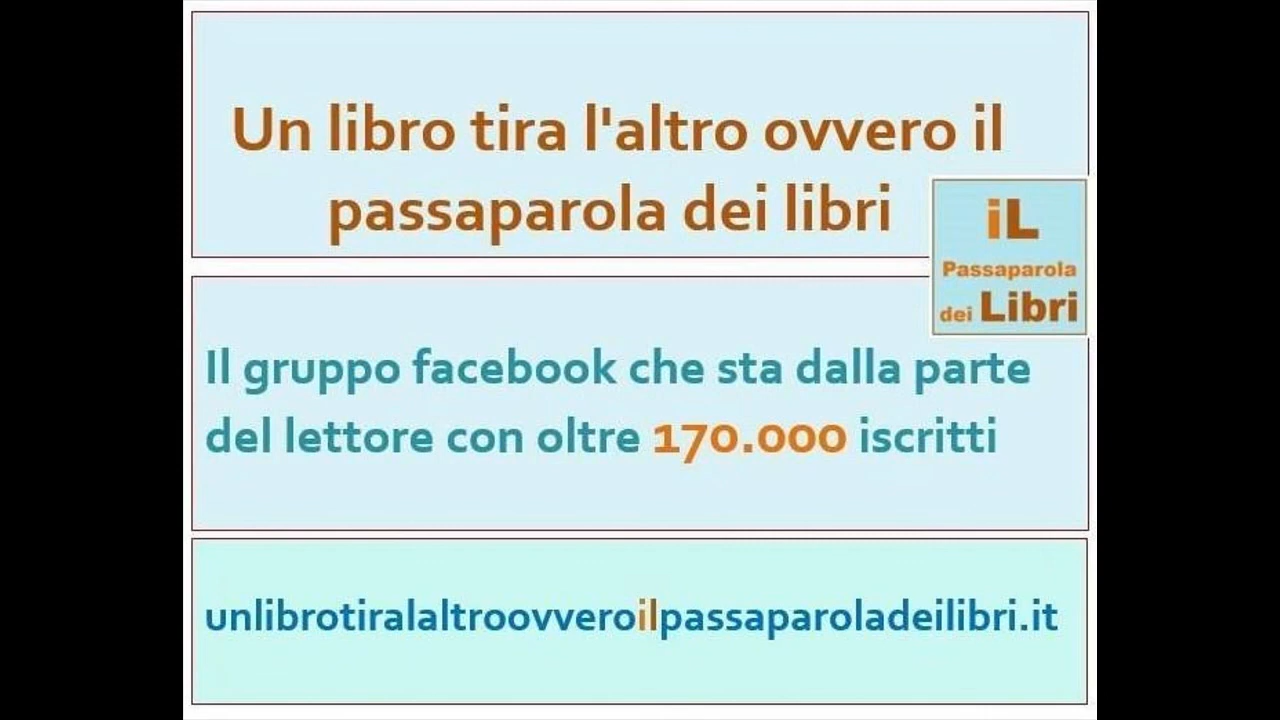 Un libro tira l'altro ovvero il
passaparola dei libri
iL
Passaparola
dei Libri
Il gruppo facebook che sta dalla parte
del lettore con oltre 170.000 iscritti
unlibrotiralaltroovveroilpassaparoladeilibri.it